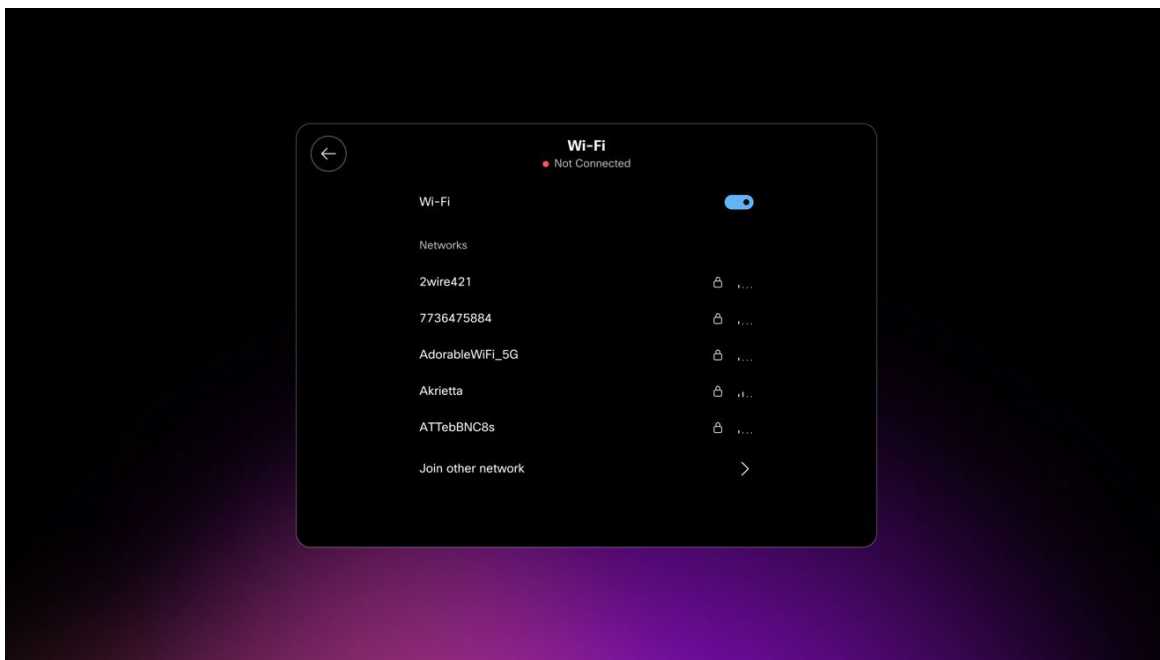 Wi-Fi
Not Connected
Wi-Fi
Networks
2wire421
7736475884
AdorableWiFi_5G
Akrietta
ATTebBNC8s
Join other network